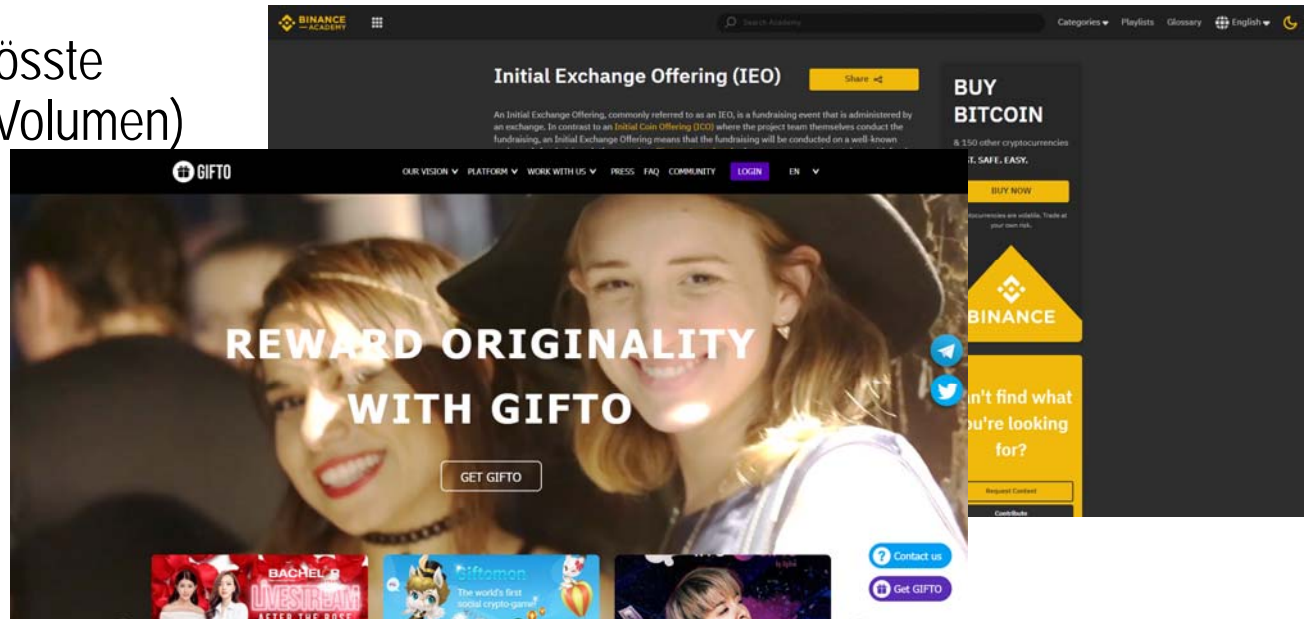 össte
Volumen)
BINANCE
ACADEMY
Search Academy
Categories
Playlists
Glossary
English
Initial Exchange Offering (IEO)
Share
An Initial Exchange Offering, commonly referred to as an IEO, is a fundraising event that is administered by
an exchange. In contrast to an Initial Coin Offering (ICO) where the project team themselves conduct the
fundraising, an Initial Exchange Offering means that the fundraising will be conducted on a well-known
BUY
BITCOIN
& 150 other cryptocurrencies
ST. SAFE. EASY.
BUY NOW
ptocurrencies are volatile. Trade at
your own risk.
BINANCE
n't find what
ou're looking
for?
Request Content
Contribute
GIFTO
OUR VISION
PLATFORM
WORK WITH US
PRESS
FAQ
COMMUNITY
LOGIN
EN
REWARD ORIGINALITY
WITH GIFTO
GET GIFTO
Contact us
Get GIFTO
BACHEL R
LIVESTREAM
AFTER THE ROSE
Giftomon
The world's first
social crypto-game